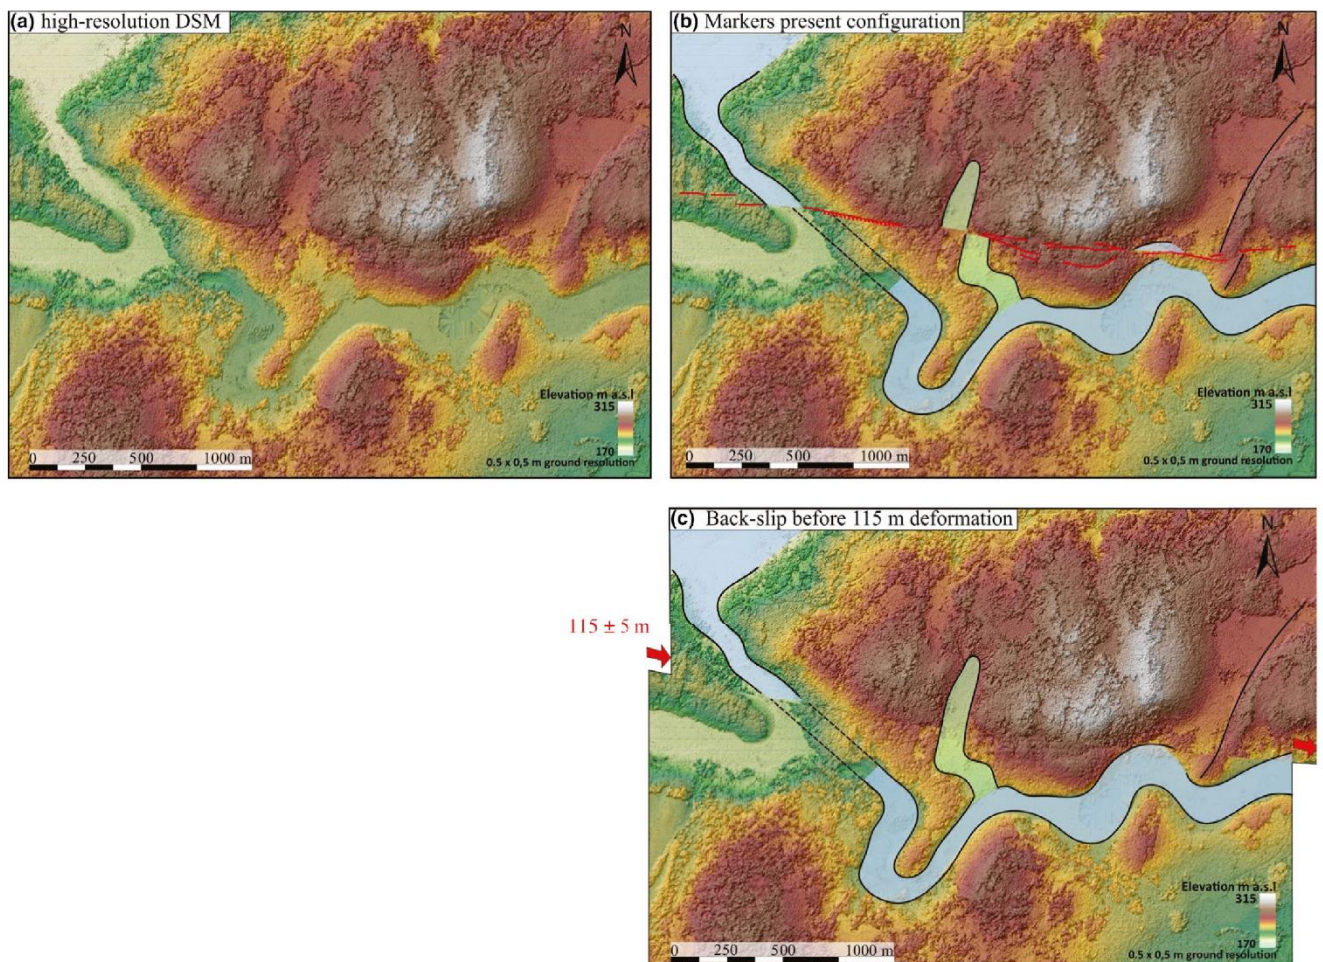 (a) high-resolution DSM
N
Elevation m a.s.l
315
170
0.5 x 0,5 m ground resolution
0 250 500 1000 m
(b) Markers present configuration
N
Elevation m a.s.l
315
170
0.5 x 0,5 m ground resolution
0 250 500 1000 m
(c) Back-slip before 115 m deformation
N
115 ± 5 m
Elevation m a.s.l
315
170
0.5 x 0,5 m ground resolution
0 250 500 1000 m